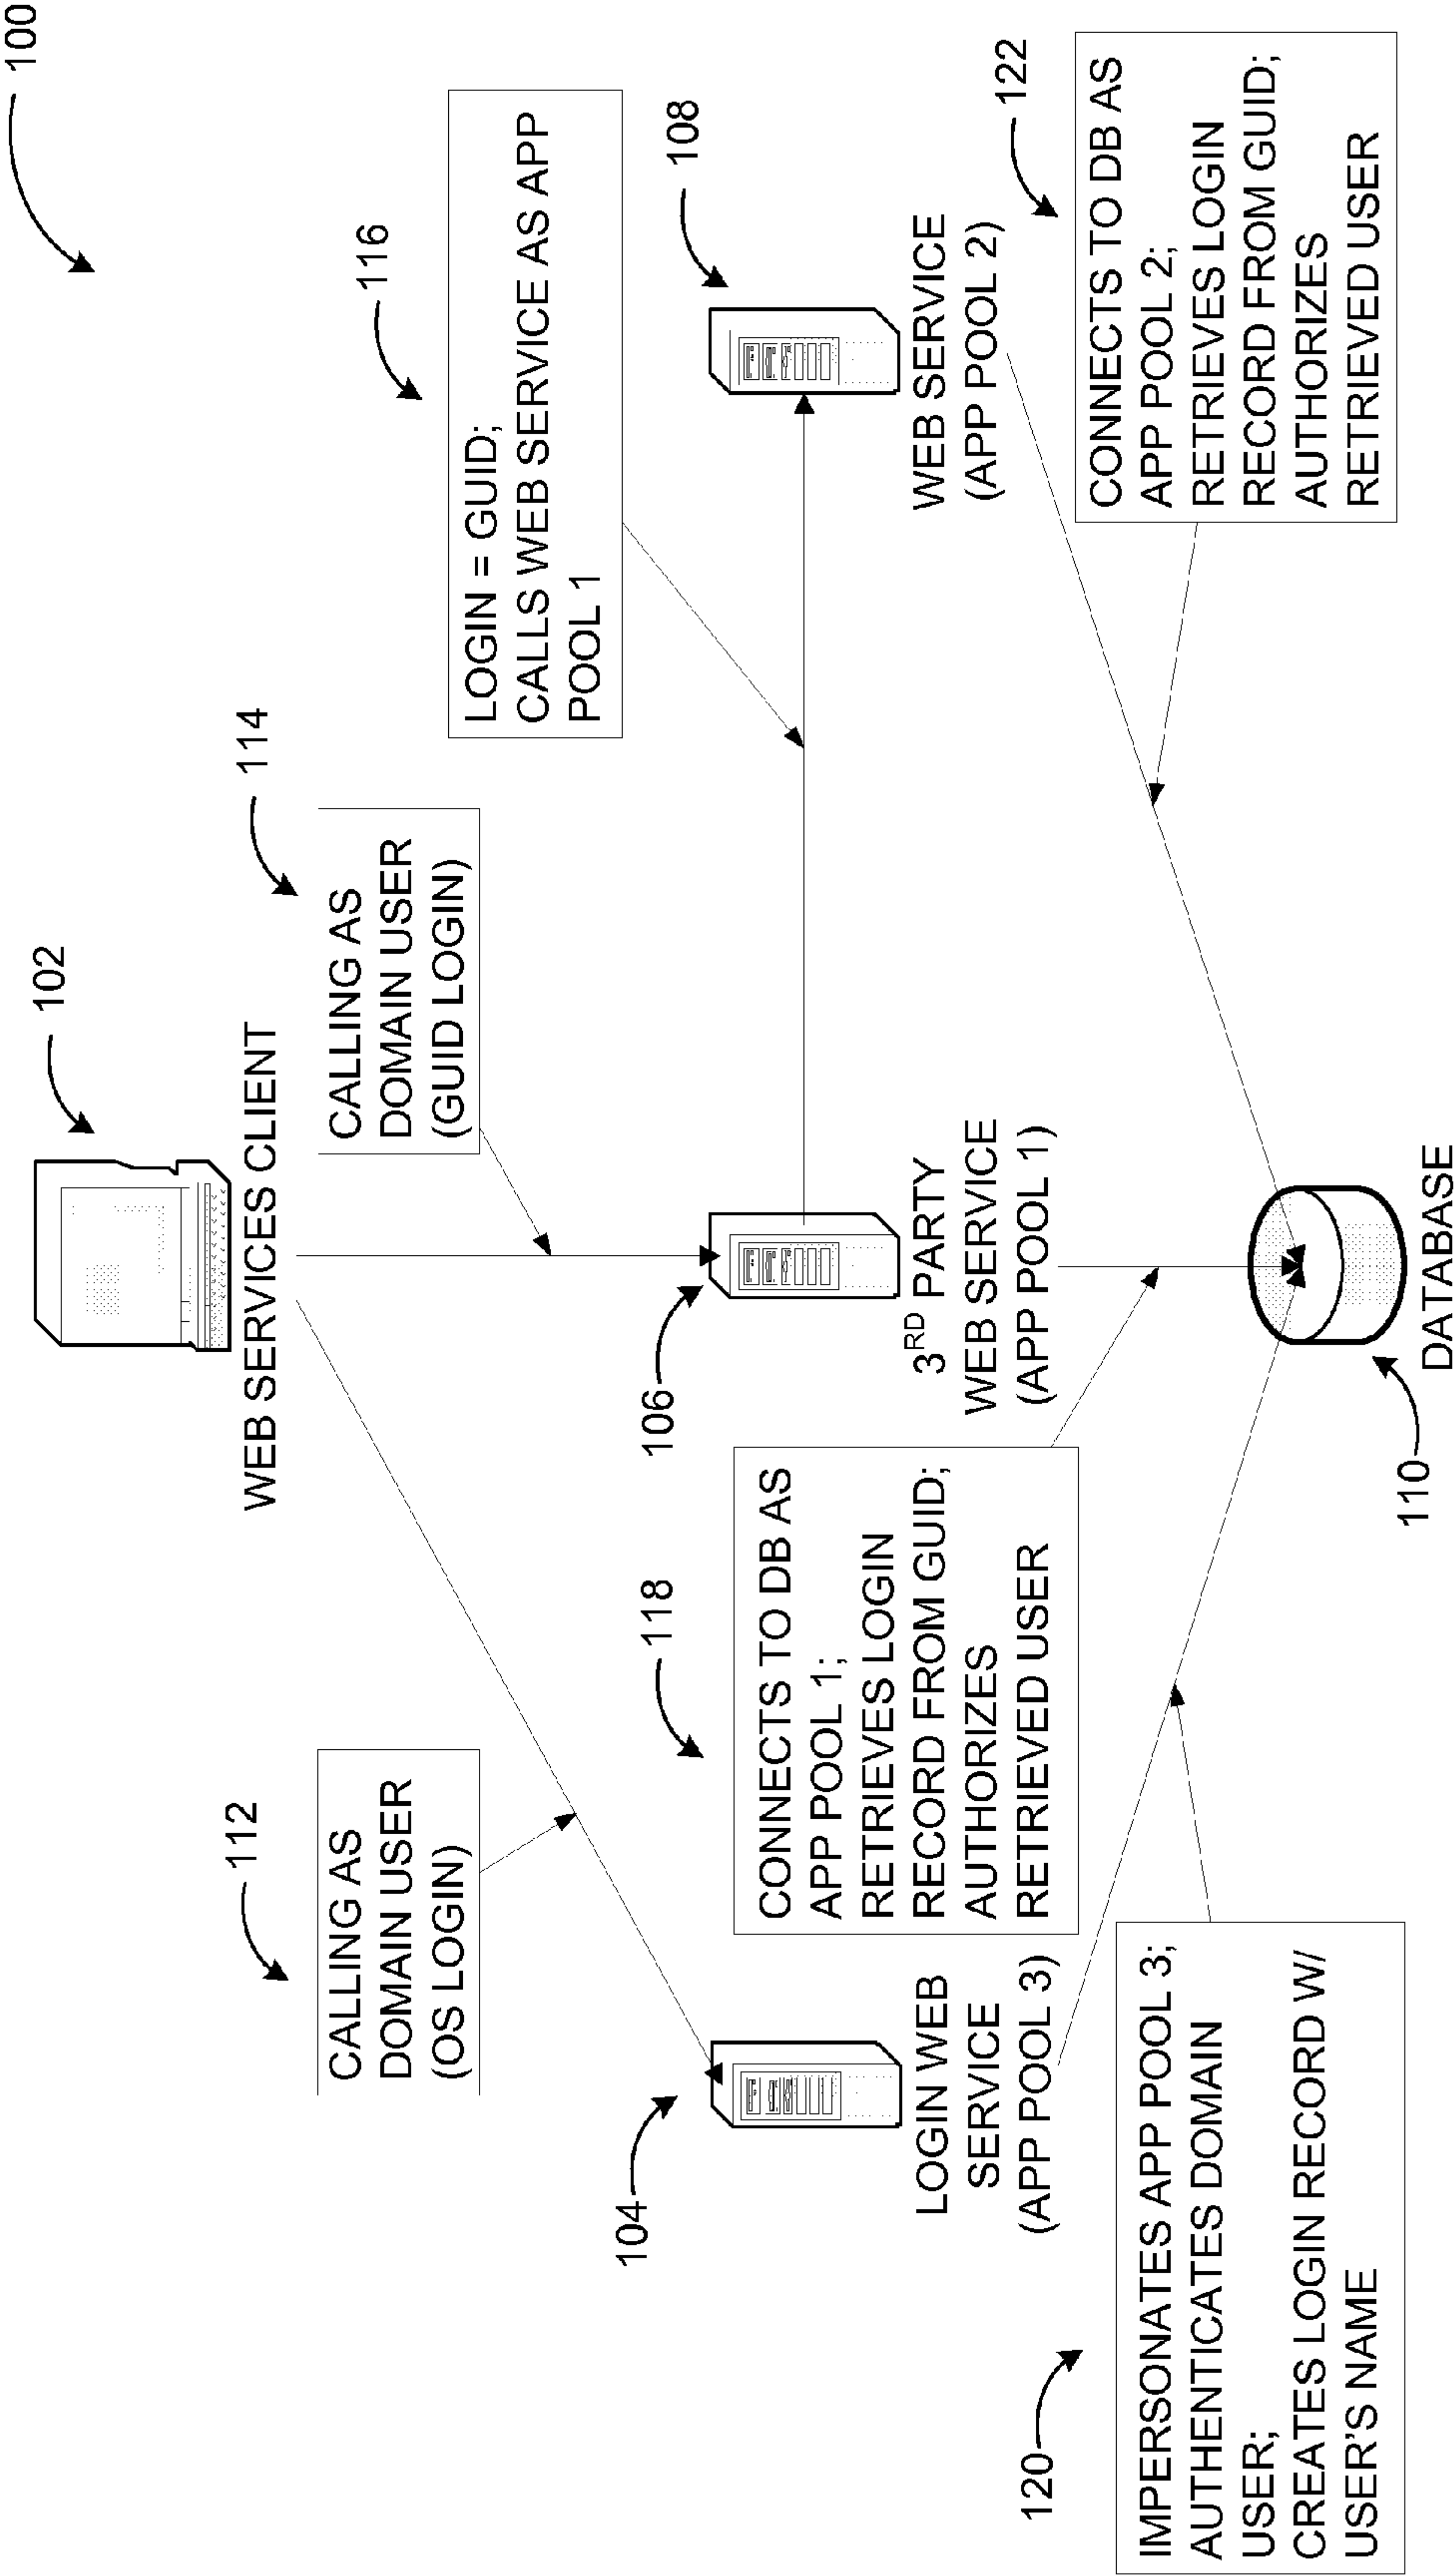 100
102
WEB SERVICES CLIENT
112
CALLING AS
DOMAIN USER
(OS LOGIN)
114
CALLING AS
DOMAIN USER
(GUID LOGIN)
116
LOGIN = GUID;
CALLS WEB SERVICE AS APP
POOL 1
104
LOGIN WEB
SERVICE
(APP POOL 3)
118
CONNECTS TO DB AS
APP POOL 1;
RETRIEVES LOGIN
RECORD FROM GUID;
AUTHORIZES
RETRIEVED USER
106
3RD PARTY
WEB SERVICE
(APP POOL 1)
108
WEB SERVICE
(APP POOL 2)
120
IMPERSONATES APP POOL 3;
AUTHENTICATES DOMAIN
USER;
CREATES LOGIN RECORD W/
USER'S NAME
110
DATABASE
122
CONNECTS TO DB AS
APP POOL 2;
RETRIEVES LOGIN
RECORD FROM GUID;
AUTHORIZES
RETRIEVED USER